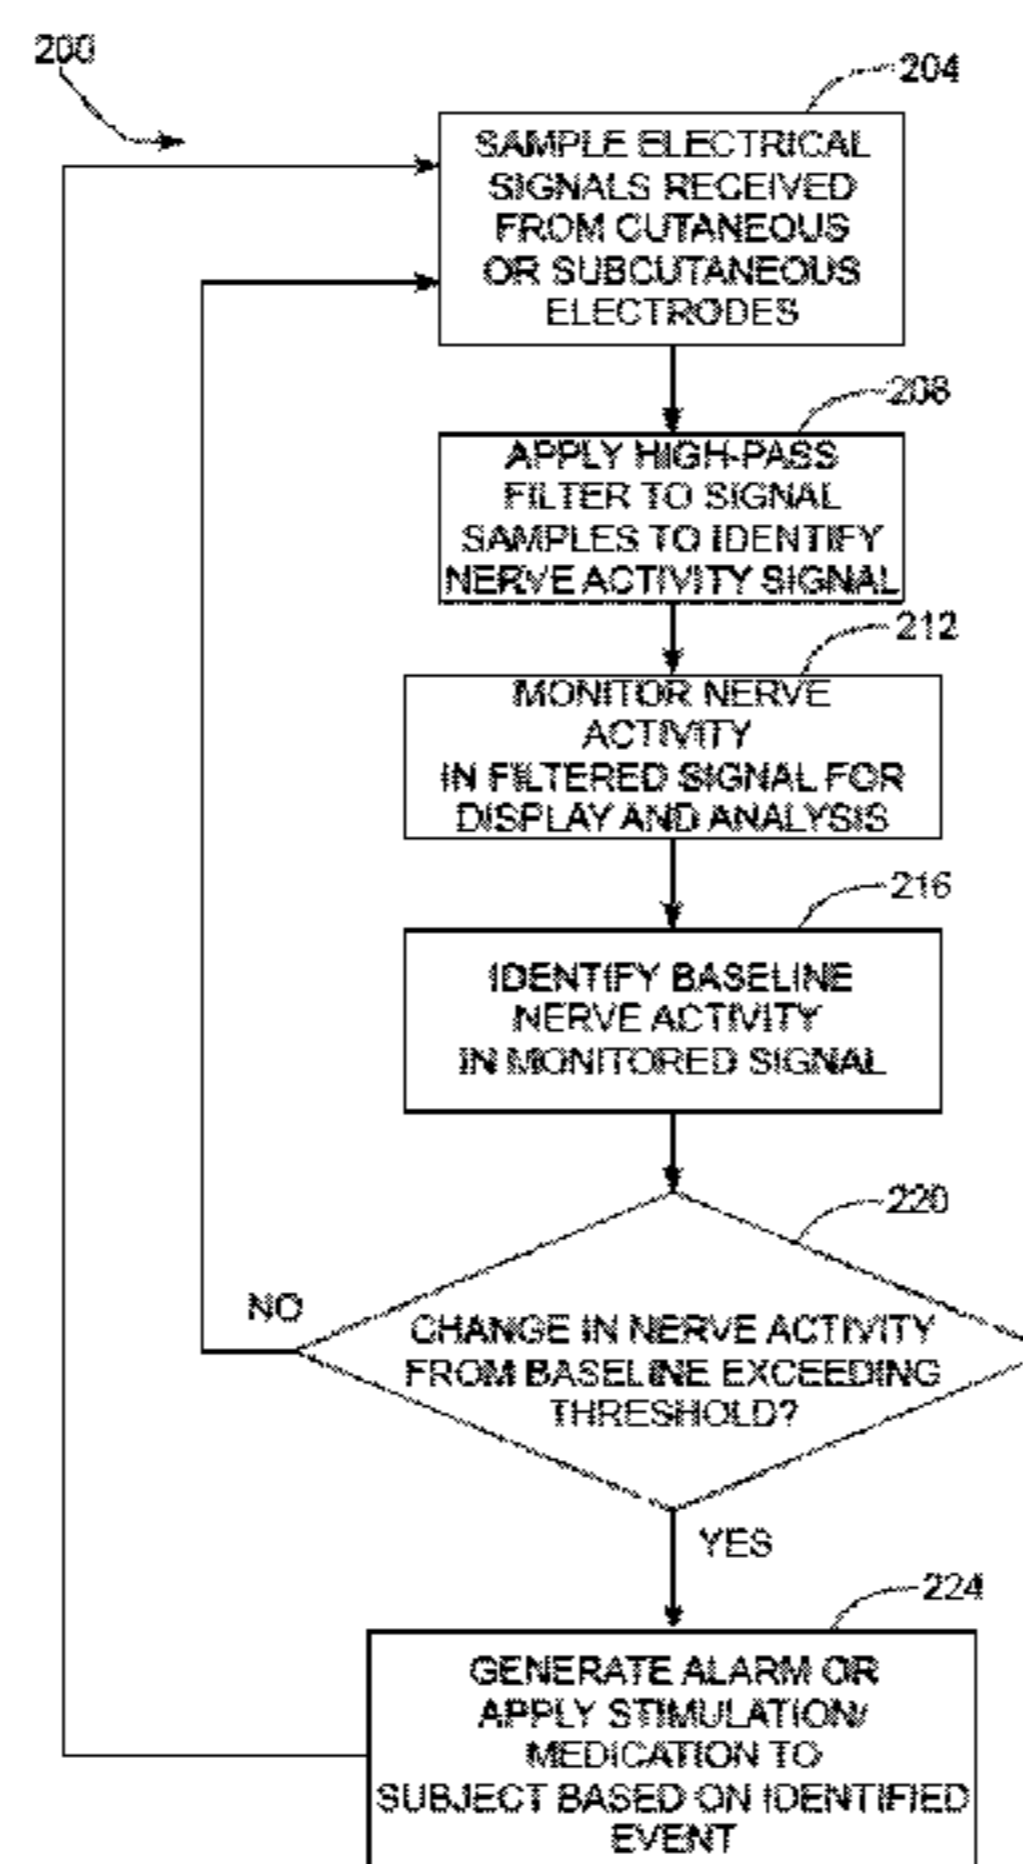 200
204
SAMPLE ELECTRICAL
SIGNALS RECEIVED
FROM CUTANEOUS
OR SUBCUTANEOUS
ELECTRODES
208
APPLY HIGH-PASS
FILTER TO SIGNAL
SAMPLES TO IDENTIFY
NERVE ACTIVITY SIGNAL
212
MONITOR NERVE
ACTIVITY
IN FILTERED SIGNAL FOR
DISPLAY AND ANALYSIS
216
IDENTIFY BASELINE
NERVE ACTIVITY
IN MONITORED SIGNAL
220
NO
CHANGE IN NERVE ACTIVITY
FROM BASELINE EXCEEDING
THRESHOLD?
YES
224
GENERATE ALARM OR
APPLY STIMULATION/
MEDICATION TO
SUBJECT BASED ON IDENTIFIED
EVENT